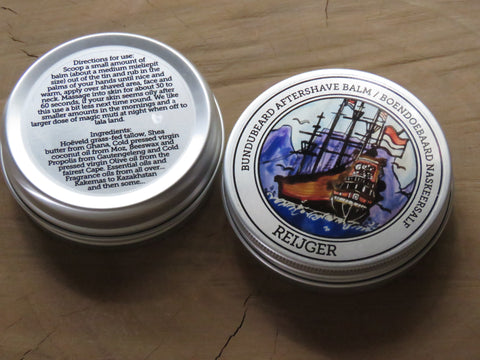 Directions for use:
Scoop a small amount of
balm (about a medium mieliepit
size) out of the tin and rub in the
palms of your hands until nice and
warm, apply over shaved area, face and
neck. Massage into skin for about 30 to
60 seconds, if your skin seems oily after
this use a bit less next time round. We like
smaller amounts in the mornings and a
larger dose of magic muti at night when off to
lala land.
Ingredients:
Hoëveld grass-fed tallow, Shea
butter from Ghana, Cold pressed virgin
coconut oil from Moz, Beeswax and
Propolis from Gautengeleng and Cold
pressed virgin Olive oil from the
fairest Cape. Essential oils and
Fragrance oils from all over...
Kakemas to Kazakhstan
and then some...
BUNDUBEARD AFTERSHAVE BALM / BOENDOEBAARD NASKEERSALF
REIJGER